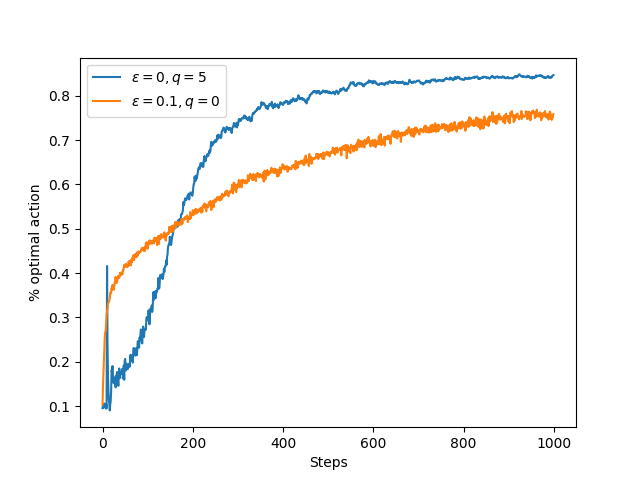 ε = 0, q = 5
ε = 0.1, q = 0
% optimal action
0.8
0.7
0.6
0.5
0.4
0.3
0.2
0.1
0 200 400 600 800 1000
Steps